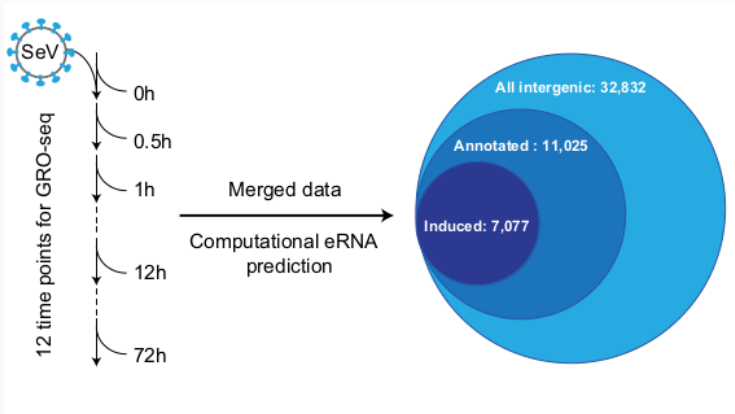 SeV
12 time points for GRO-seq
0h
0.5h
1h
12h
72h
Merged data
Computational eRNA
prediction
All intergenic: 32,832
Annotated : 11,025
Induced: 7,077